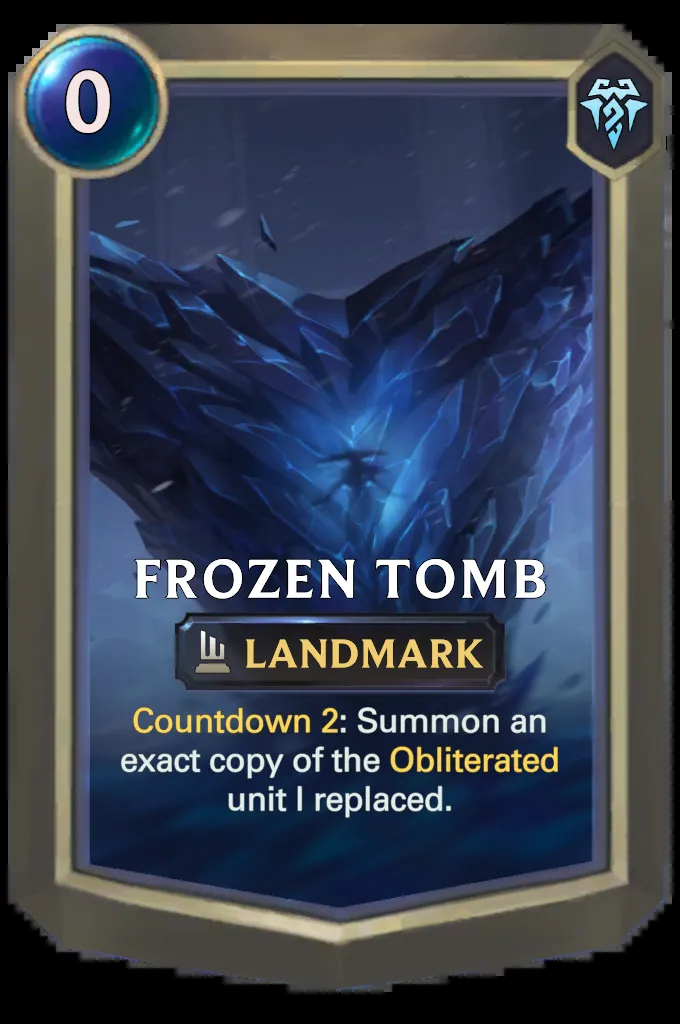 0
FROZEN TOMB
LANDMARK
Countdown 2: Summon an
exact copy of the Obliterated
unit I replaced.